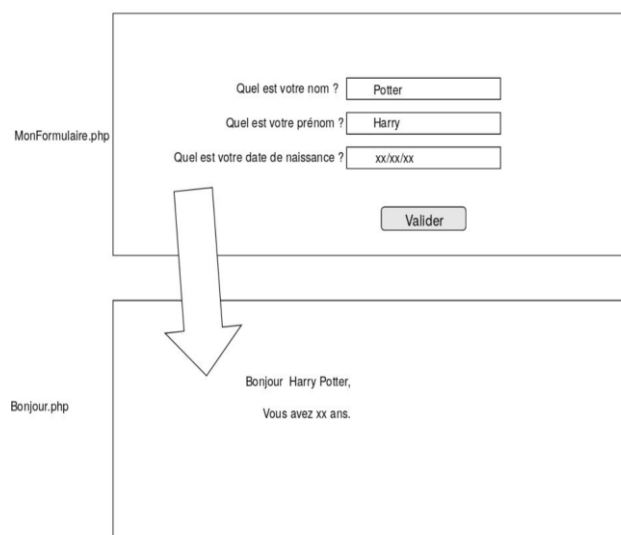 Quel est votre nom ? Potter
Quel est votre prénom ? Harry
MonFormulaire.php
Quel est votre date de naissance ? xx/xx/xx
Valider
Bonjour Harry Potter,
Bonjour.php
Vous avez xx ans.